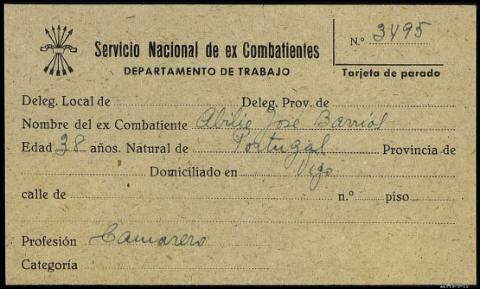 Servicio Nacional de ex Combatientes
DEPARTAMENTO DE TRABAJO
N.º 3495
Tarjeta de parado
Deleg. Local de Deleg. Prov. de
Nombre del ex Combatiente Abilio José Barrios
Edad 38 años. Natural de Portugal Provincia de
Domiciliado en Vigo
calle de n.º piso
Profesión Camarero
Categoría